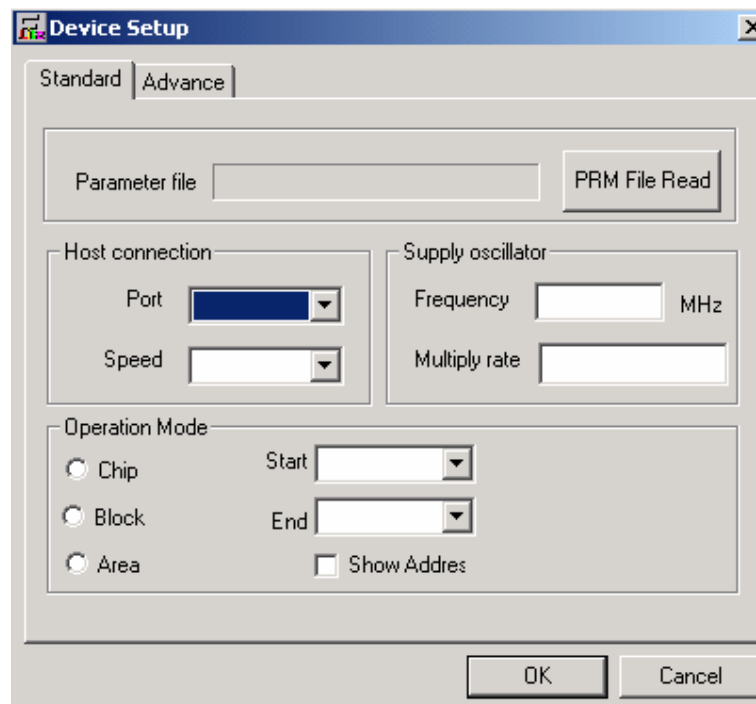 Device Setup
Standard Advance
Parameter file PRM File Read
Host connection
Port
Speed
Supply oscillator
Frequency MHz
Multiply rate
Operation Mode
Chip
Block
Area
Start
End
Show Addres
OK Cancel